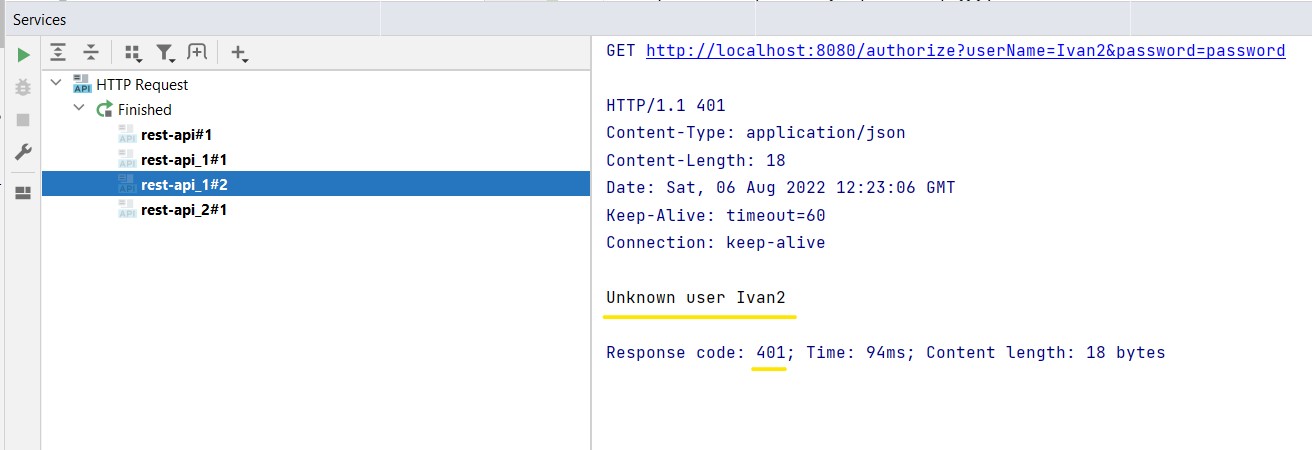 Services
HTTP Request
Finished
rest-api#1
rest-api_1#1
rest-api_1#2
rest-api_2#1
GET http://localhost:8080/authorize?userName=Ivan2&password=password
HTTP/1.1 401
Content-Type: application/json
Content-Length: 18
Date: Sat, 06 Aug 2022 12:23:06 GMT
Keep-Alive: timeout=60
Connection: keep-alive
Unknown user Ivan2
Response code: 401; Time: 94ms; Content length: 18 bytes